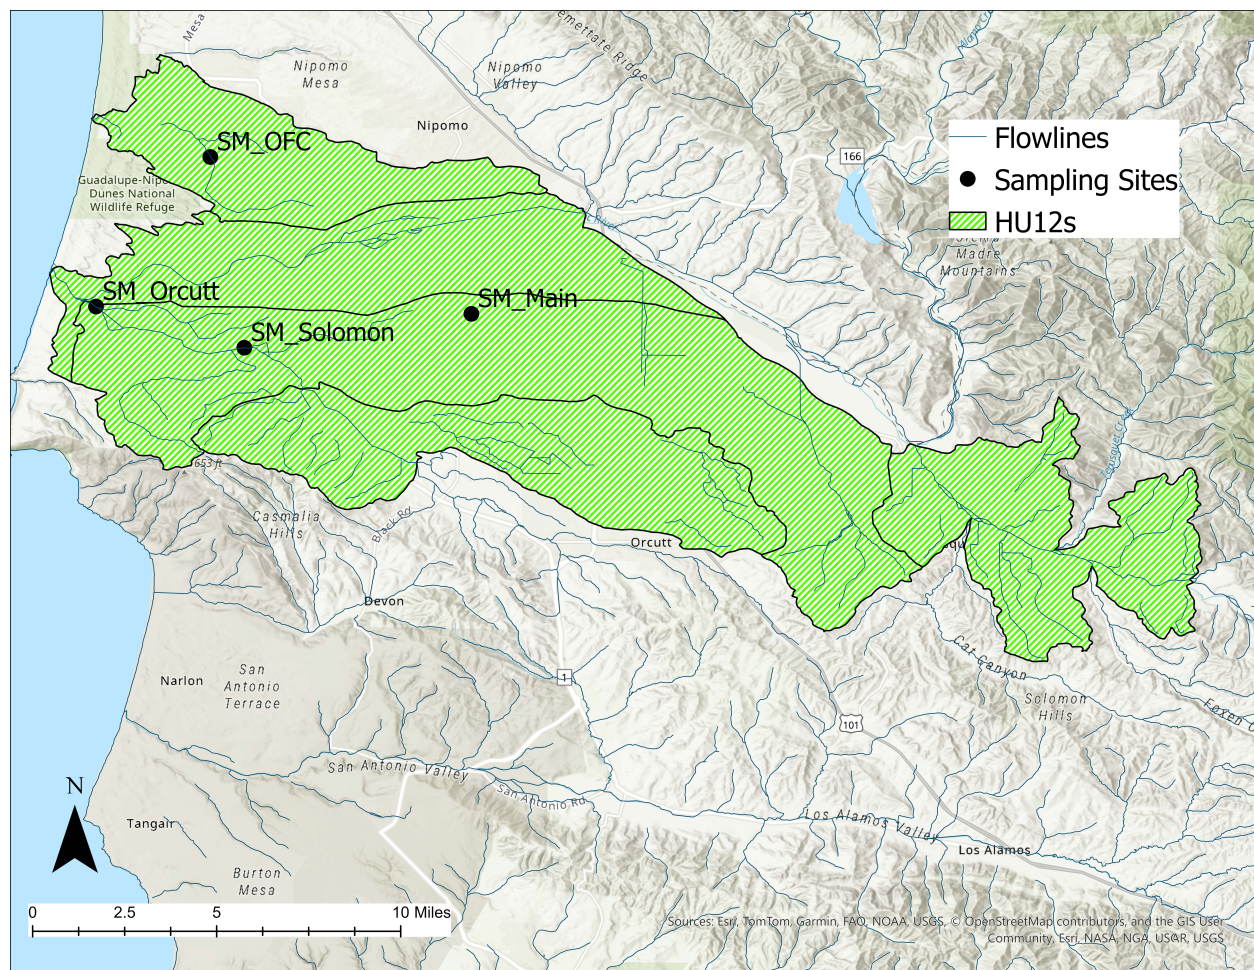 Mesa
Nipomo
Mesa
Nipomo
Valley
Nipomo
166
Flowlines
Sampling Sites
HU12s
Madre
Mountains
SM_OFC
Dunes National
Wildlife Refuge
River
SM_Orcutt
SM_Main
SM_Solomon
653 ft
Casmalia
Hills
Black Rd
Orcutt
Devon
Narlon
San
Antonio
Terrace
1
Cat Canyon
Solomon
Hills
Foxen
101
San Antonio Valley
San Antonio Rd
Los Alamos Valley
Los Alamos
N
Tangair
Burton
Mesa
0 2.5 5 10 Miles
Sources: Esri, TomTom, Garmin, FAO, NOAA, USGS, © OpenStreetMap contributors, and the GIS User
Community, Esri, NASA, NGA, USGR, USGS